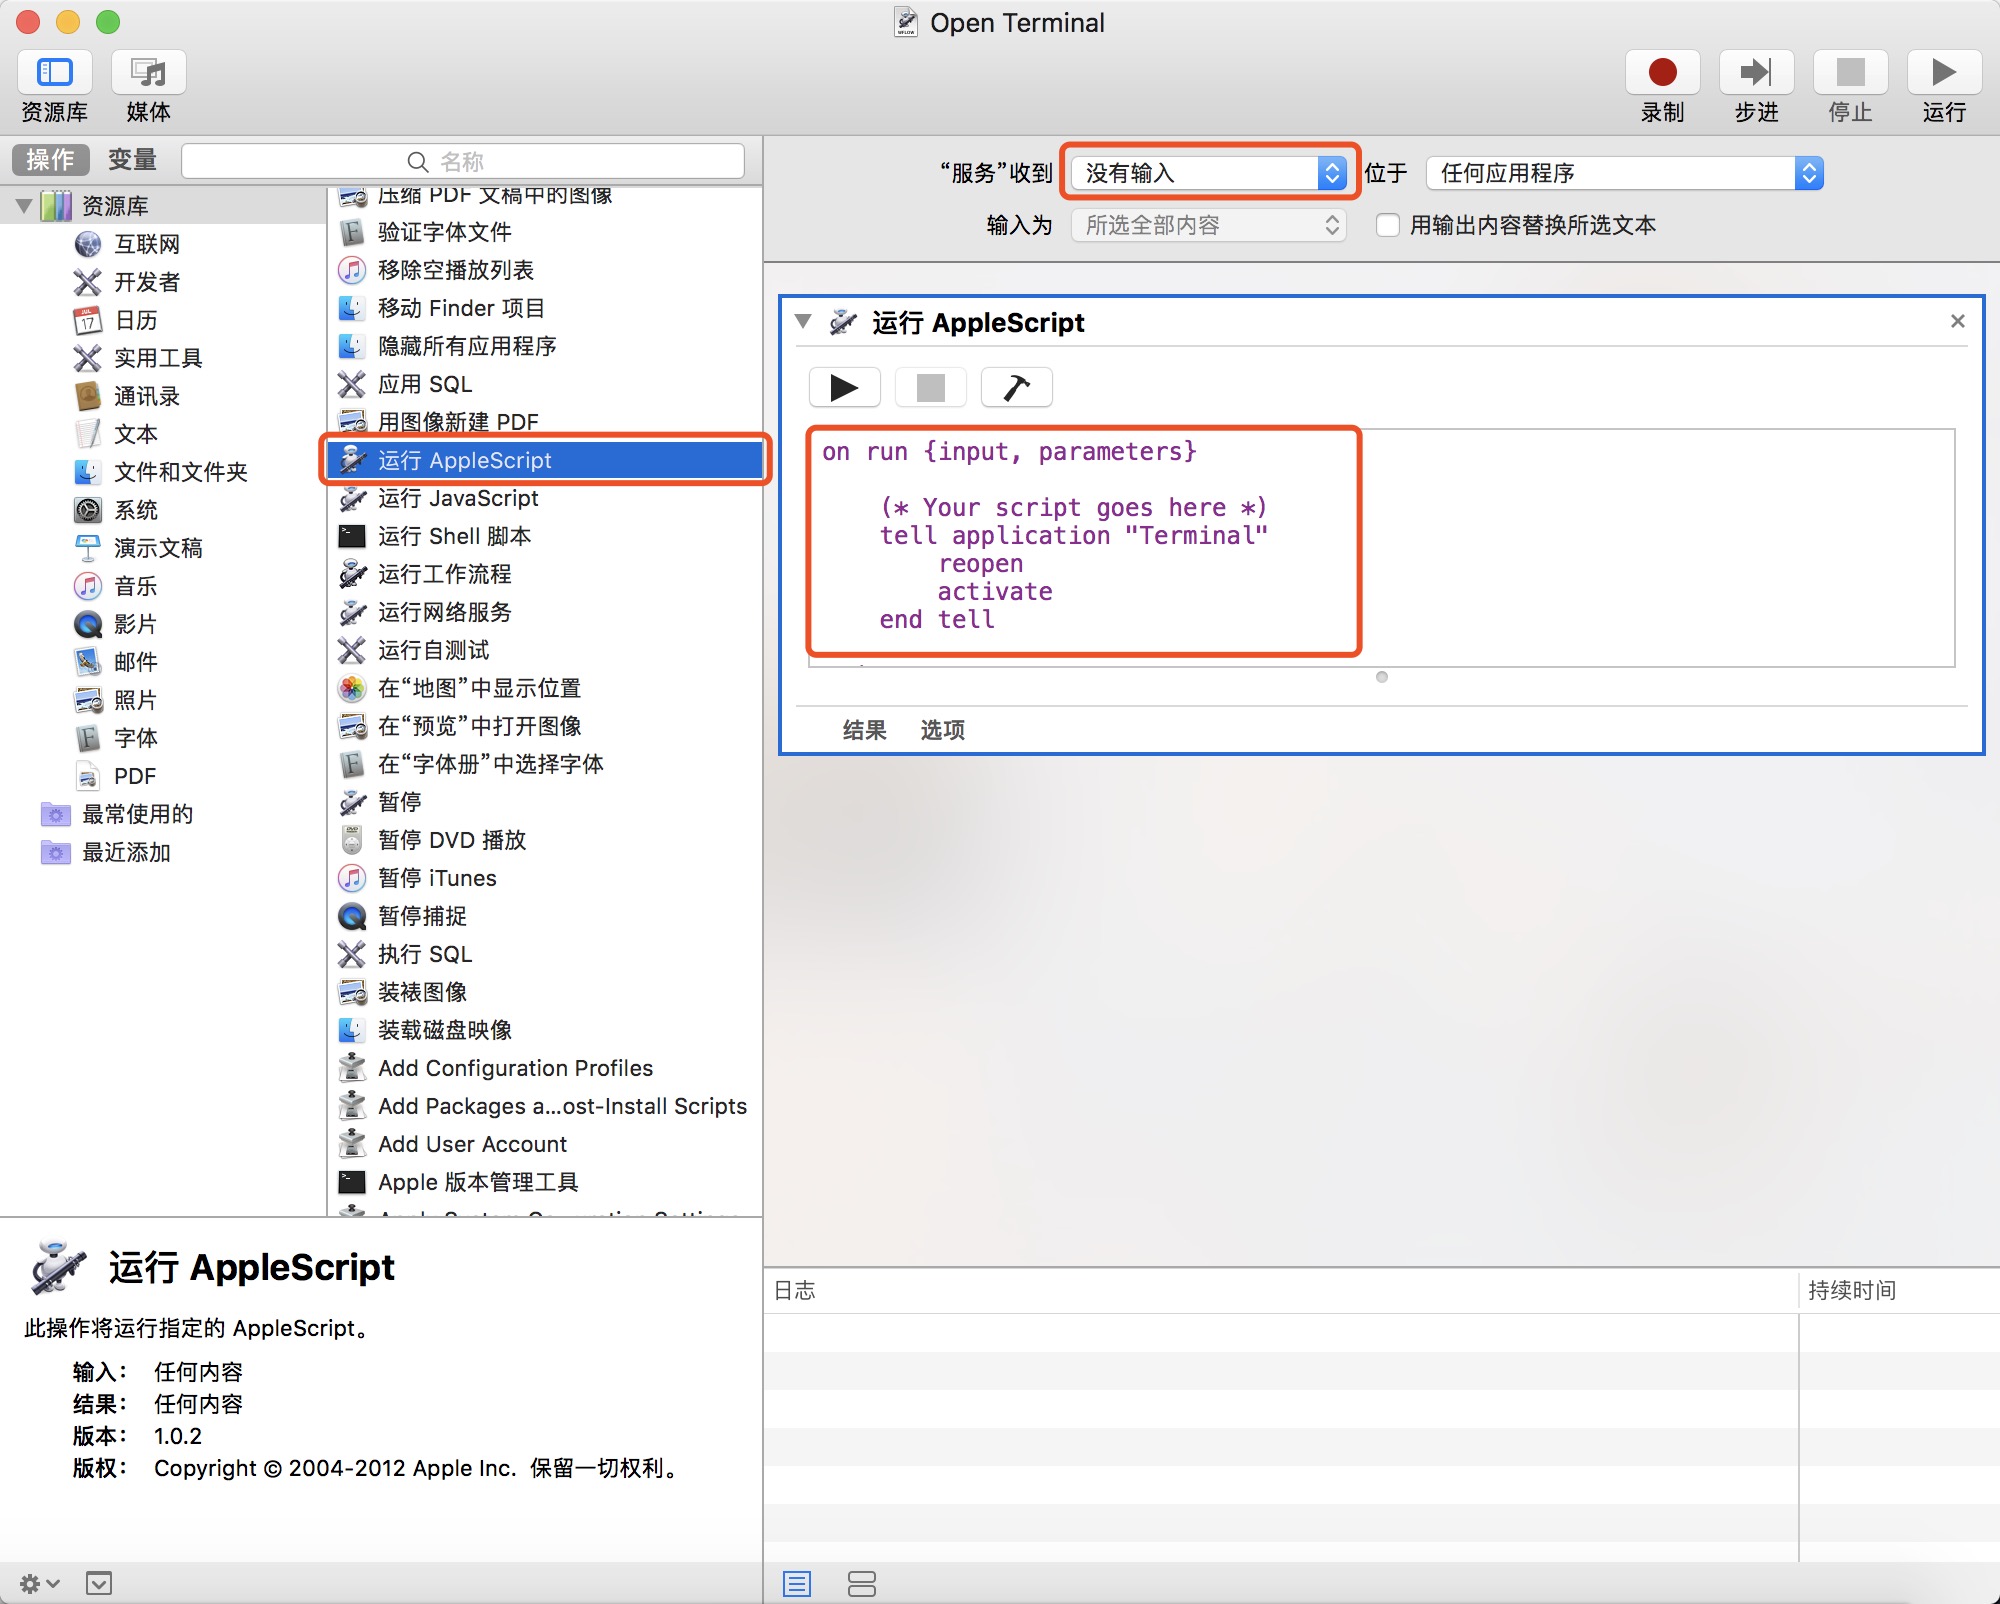 Open Terminal
资源库
媒体
录制
步进
停止
运行
操作
变量
名称
“服务”收到
没有输入
位于
任何应用程序
输入为
所选全部内容
用输出内容替换所选文本
资源库
互联网
开发者
日历
实用工具
通讯录
文本
文件和文件夹
系统
演示文稿
音乐
影片
邮件
照片
字体
PDF
最常使用的
最近添加
压缩 PDF 文稿中的图像
验证字体文件
移除空播放列表
移动 Finder 项目
隐藏所有应用程序
应用 SQL
用图像新建 PDF
运行 AppleScript
运行 JavaScript
运行 Shell 脚本
运行工作流程
运行网络服务
运行自测试
在“地图”中显示位置
在“预览”中打开图像
在“字体册”中选择字体
暂停
暂停 DVD 播放
暂停 iTunes
暂停捕捉
执行 SQL
装裱图像
装载磁盘映像
Add Configuration Profiles
Add Packages a...ost-Install Scripts
Add User Account
Apple 版本管理工具
运行 AppleScript
on run {input, parameters}
(* Your script goes here *)
tell application "Terminal"
reopen
activate
end tell
结果
选项
运行 AppleScript
此操作将运行指定的 AppleScript。
输入： 任何内容
结果： 任何内容
版本： 1.0.2
版权： Copyright © 2004-2012 Apple Inc. 保留一切权利。
日志
持续时间